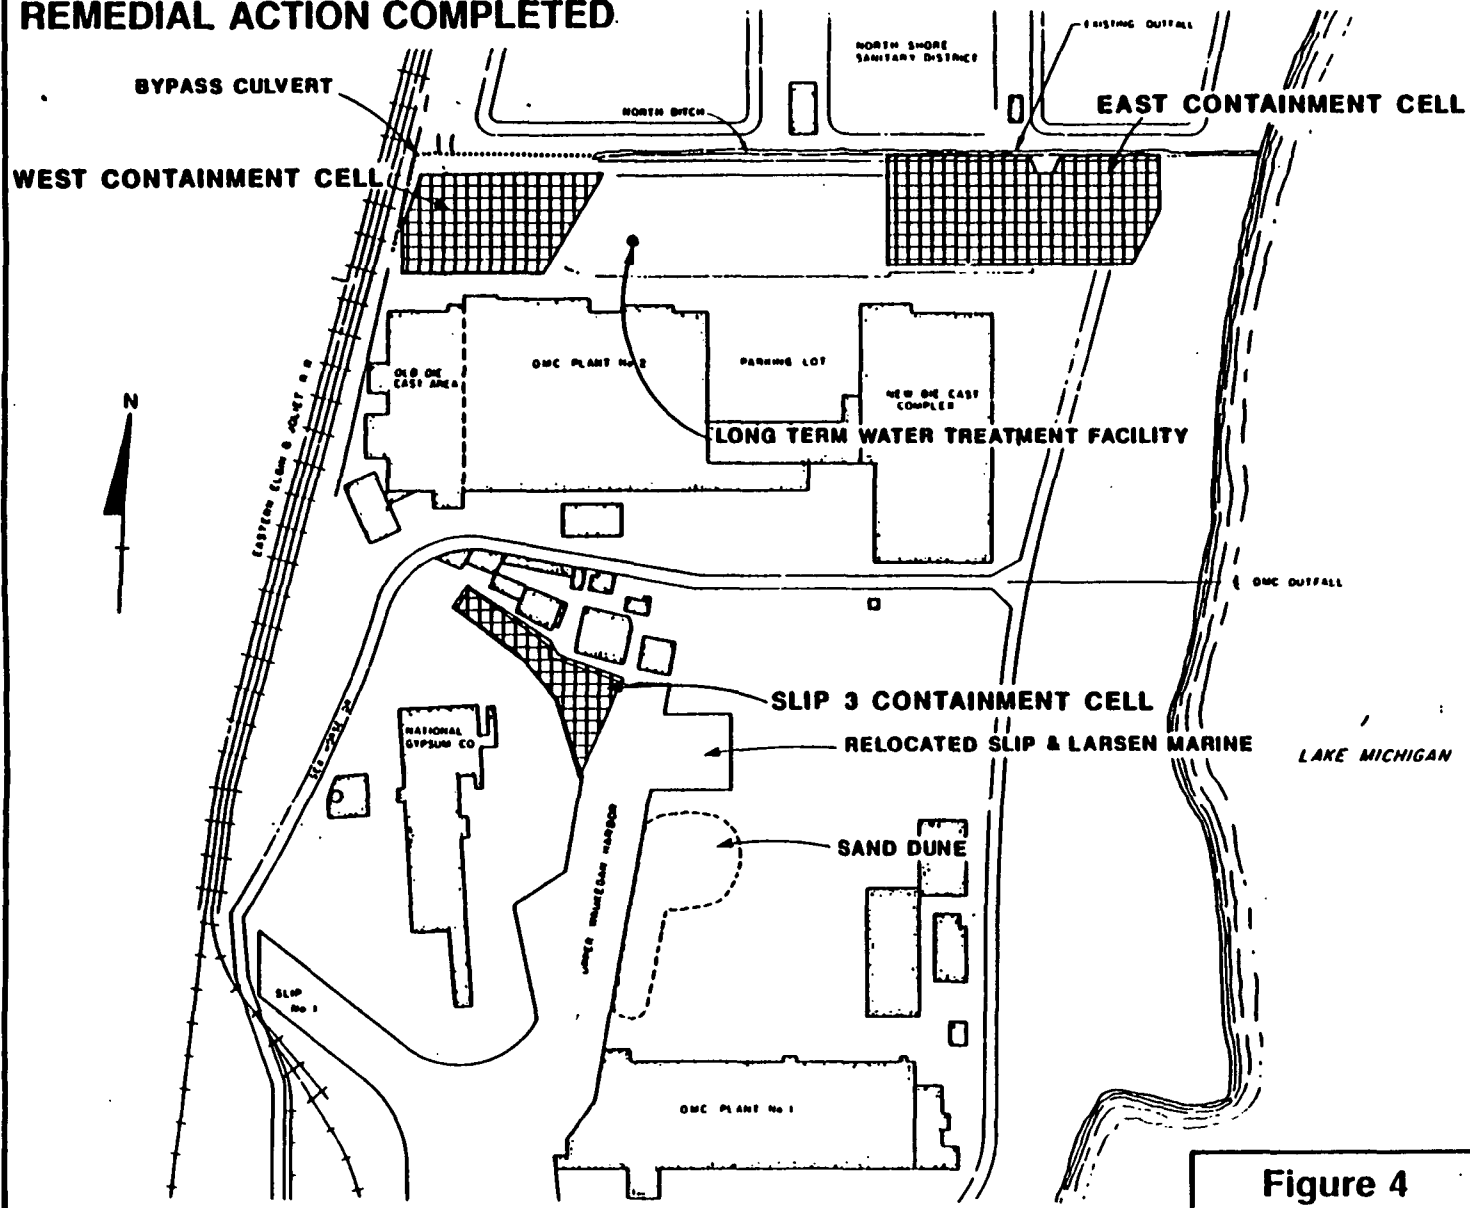 REMEDIAL ACTION COMPLETED
EXISTING OUTFALL
NORTH SHORE
SANITARY DISTRICT
BYPASS CULVERT
NORTH DITCH
EAST CONTAINMENT CELL
WEST CONTAINMENT CELL
OLD DIE
CAST AREA
OMC PLANT No. 2
PARKING LOT
NEW DIE CAST
COMPLEX
N
LONG TERM WATER TREATMENT FACILITY
EASTERN ELGIN & JOLIET R R
OMC OUTFALL
SLIP 3 CONTAINMENT CELL
NATIONAL
GYPSUM CO
RELOCATED SLIP & LARSEN MARINE
LAKE MICHIGAN
SAND DUNE
UPPER WAUKEGAN HARBOR
SLIP
No. 1
OMC PLANT No. 1
Figure 4